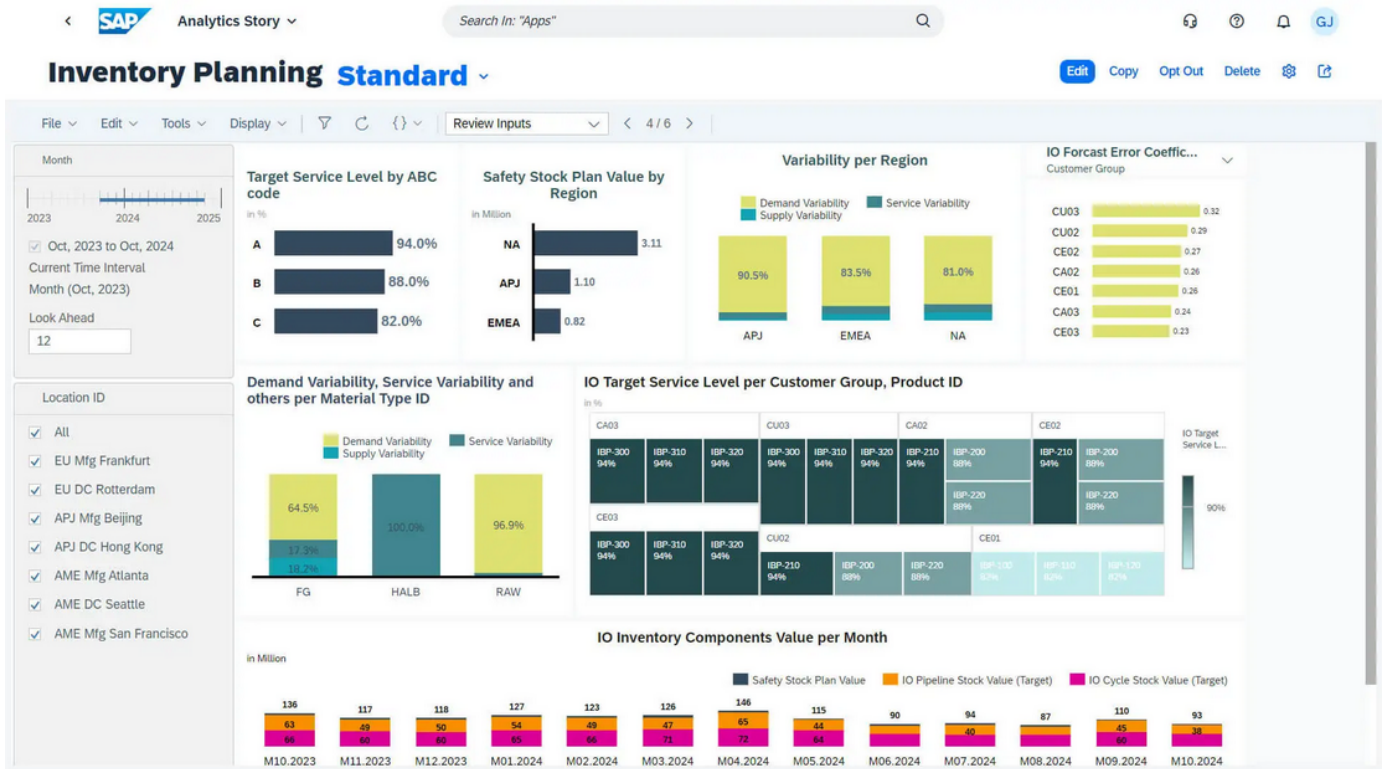 SAP
Analytics Story
Search In: "Apps"
GJ
Inventory Planning Standard
Edit Copy Opt Out Delete
File Edit Tools Display { } Review Inputs 4/6
Month
2023 2024 2025
Oct, 2023 to Oct, 2024
Current Time Interval
Month (Oct, 2023)
Look Ahead
12
Location ID
All
EU Mfg Frankfurt
EU DC Rotterdam
APJ Mfg Beijing
APJ DC Hong Kong
AME Mfg Atlanta
AME DC Seattle
AME Mfg San Francisco
Target Service Level by ABC
code
in %
A 94.0%
B 88.0%
C 82.0%
Safety Stock Plan Value by
Region
in Million
NA 3.11
APJ 1.10
EMEA 0.82
Variability per Region
Demand Variability Service Variability
Supply Variability
90.5% 83.5% 81.0%
APJ EMEA NA
IO Forcast Error Coeffic...
Customer Group
CU03 0.32
CU02 0.29
CE02 0.27
CA02 0.26
CE01 0.26
CA03 0.24
CE03 0.23
Demand Variability, Service Variability and
others per Material Type ID
Demand Variability Service Variability
Supply Variability
64.5% 100.0% 96.9%
17.3%
18.2%
FG HALB RAW
IO Target Service Level per Customer Group, Product ID
in %
CA03 CU03 CA02 CE02
IBP-300 IBP-310 IBP-320 IBP-300 IBP-310 IBP-320 IBP-210 IBP-200 IBP-210 IBP-200
94% 94% 94% 94% 94% 94% 94% 88% 94% 88%
IBP-220 IBP-220
88% 88%
CE03
IBP-300 IBP-310 IBP-320
94% 94% 94%
CU02 CE01
IBP-210 IBP-200 IBP-220 IBP-100 IBP-110 IBP-120
94% 88% 88% 82% 82% 82%
IO Target
Service L...
90%
IO Inventory Components Value per Month
in Million
Safety Stock Plan Value IO Pipeline Stock Value (Target) IO Cycle Stock Value (Target)
136 117 118 127 123 126 146 115 90 94 87 110 93
63 49 50 54 49 47 65 44 40 45 38
66 60 60 65 66 71 72 64 60
M10.2023 M11.2023 M12.2023 M01.2024 M02.2024 M03.2024 M04.2024 M05.2024 M06.2024 M07.2024 M08.2024 M09.2024 M10.2024